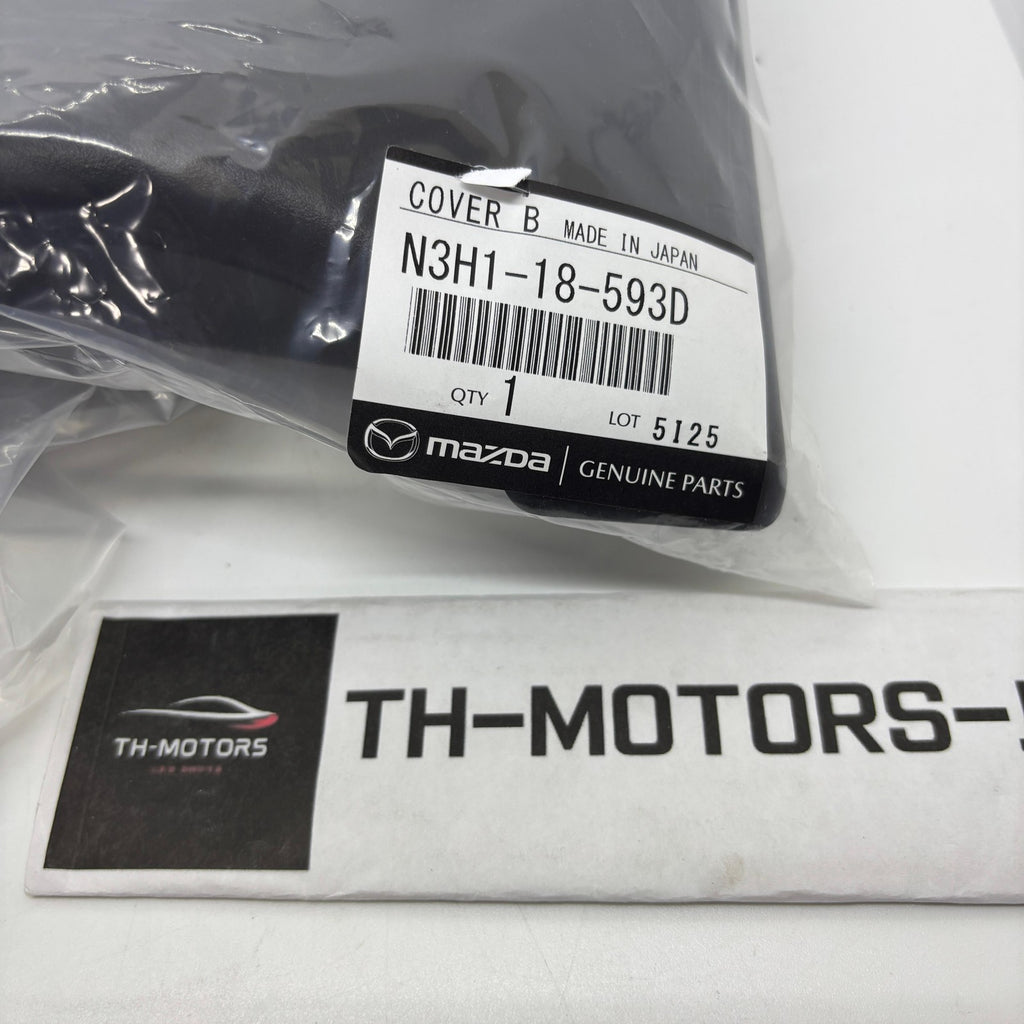 COVER B MADE IN JAPAN
N3H1-18-593D
QTY 1 LOT 5I25
mazda GENUINE PARTS
TH-MOTORS
TH-MOTORS-